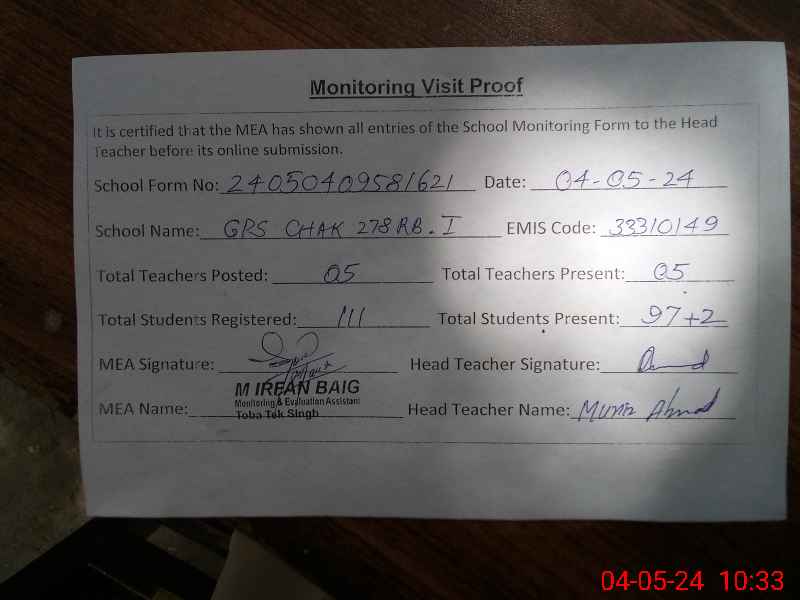 Monitoring Visit Proof
It is certified that the MEA has shown all entries of the School Monitoring Form to the Head
Teacher before its online submission.
School Form No: 24050409581621 Date: 04-05-24
School Name: GPS CHAK 278 RB. I EMIS Code: 33310149
Total Teachers Posted: 05 Total Teachers Present: 05
Total Students Registered: 111 Total Students Present: 97+2
MEA Signature: Head Teacher Signature:
M IRFAN BAIG
Monitoring & Evaluation Assistant
MEA Name: Head Teacher Name: Munir Ahmad
Toba Tek Singh
04-05-24 10:33